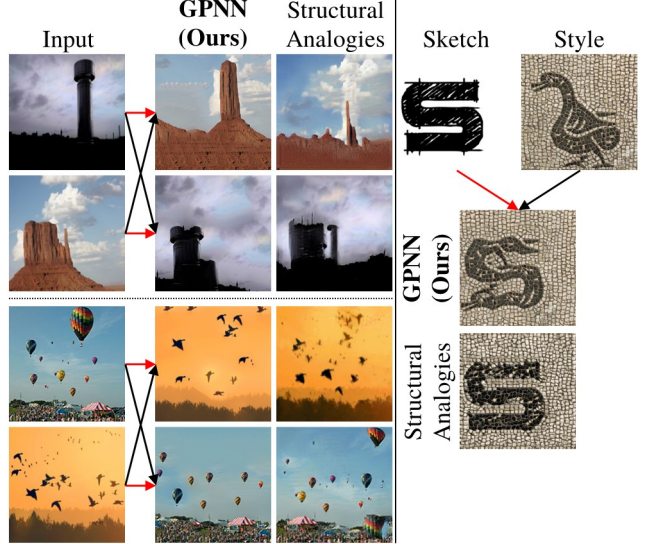 Input
GPNN
(Ours)
Structural
Analogies
Sketch
Style
GPNN
(Ours)
Structural
Analogies